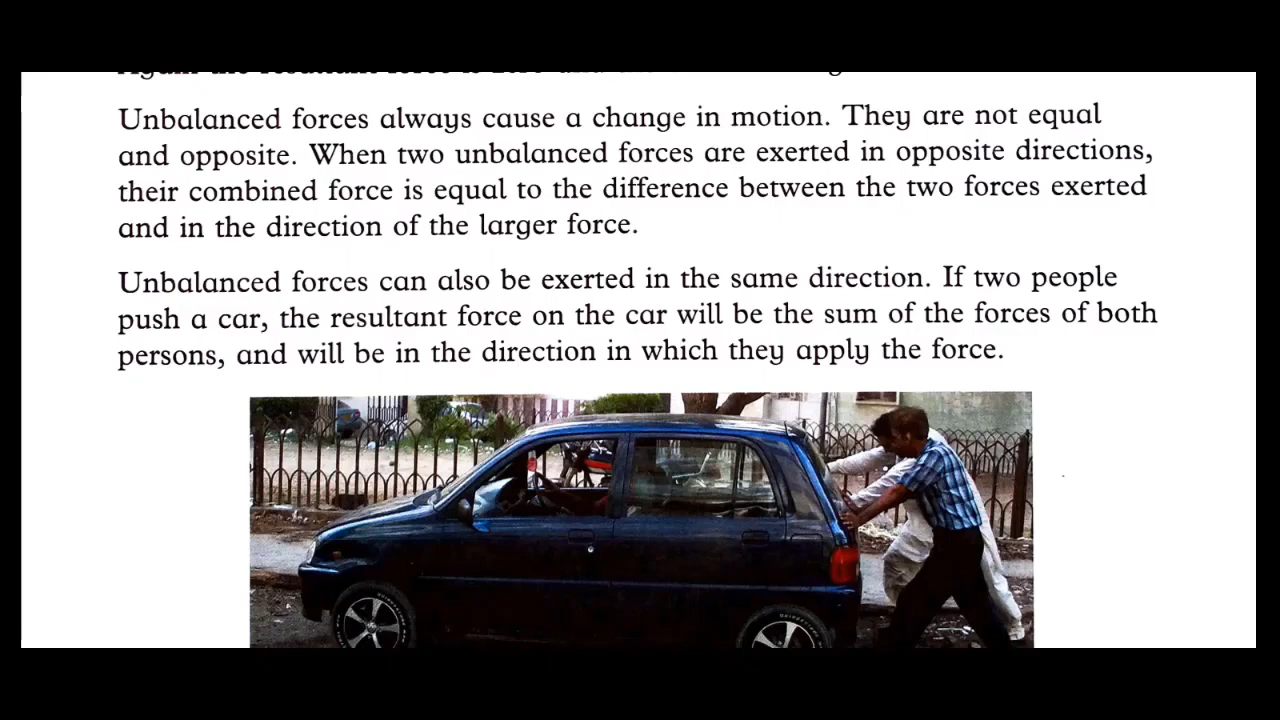 Unbalanced forces always cause a change in motion. They are not equal
and opposite. When two unbalanced forces are exerted in opposite directions,
their combined force is equal to the difference between the two forces exerted
and in the direction of the larger force.
Unbalanced forces can also be exerted in the same direction. If two people
push a car, the resultant force on the car will be the sum of the forces of both
persons, and will be in the direction in which they apply the force.